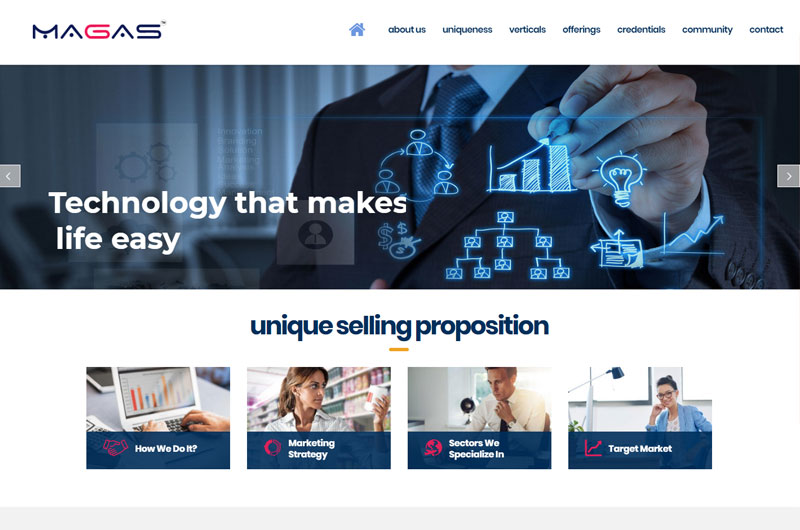 MAGAS™
about us
uniqueness
verticals
offerings
credentials
community
contact
Innovation
Branding
Solution
Marketing
Technology that makes
life easy
unique selling proposition
How We Do It?
Marketing
Strategy
Sectors We
Specialize In
Target Market